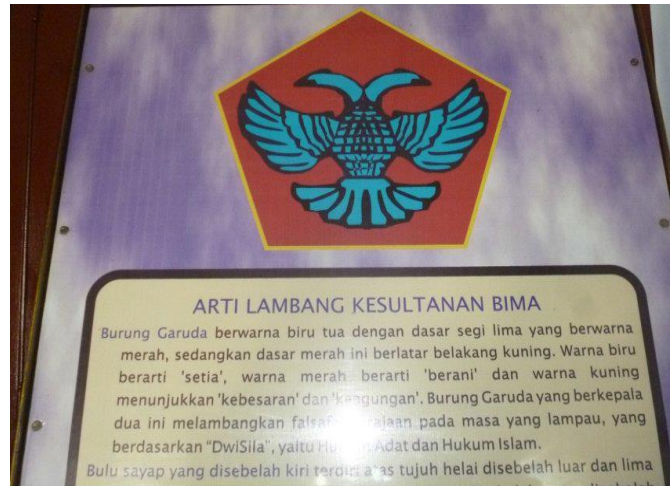 ARTI LAMBANG KESULTANAN BIMA
Burung Garuda berwarna biru tua dengan dasar segi lima yang berwarna
merah, sedangkan dasar merah ini berlatar belakang kuning. Warna biru
berarti 'setia', warna merah berarti 'berani' dan warna kuning
menunjukkan 'kebesaran' dan 'keagungan'. Burung Garuda yang berkepala
dua ini melambangkan pada masa yang lampau, yang
berdasarkan "DwiSila", yaitu Adat dan Hukum Islam.
Bulu sayap yang disebelah kiri terdiri atas tujuh helai disebelah luar dan lima